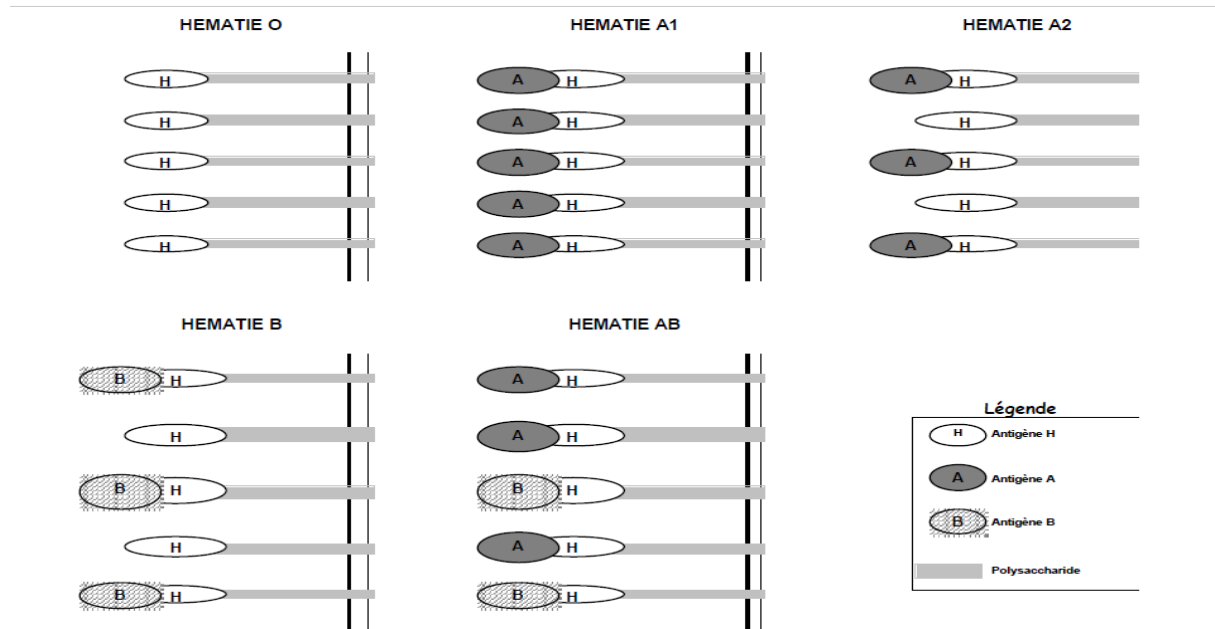 HEMATIE O
H
H
H
H
H
HEMATIE A1
A H
A H
A H
A H
A H
HEMATIE A2
A H
H
A H
H
A H
HEMATIE B
B H
H
B H
H
B H
HEMATIE AB
A H
A H
B H
A H
B H
Légende
H Antigène H
A Antigène A
B Antigène B
Polysaccharide